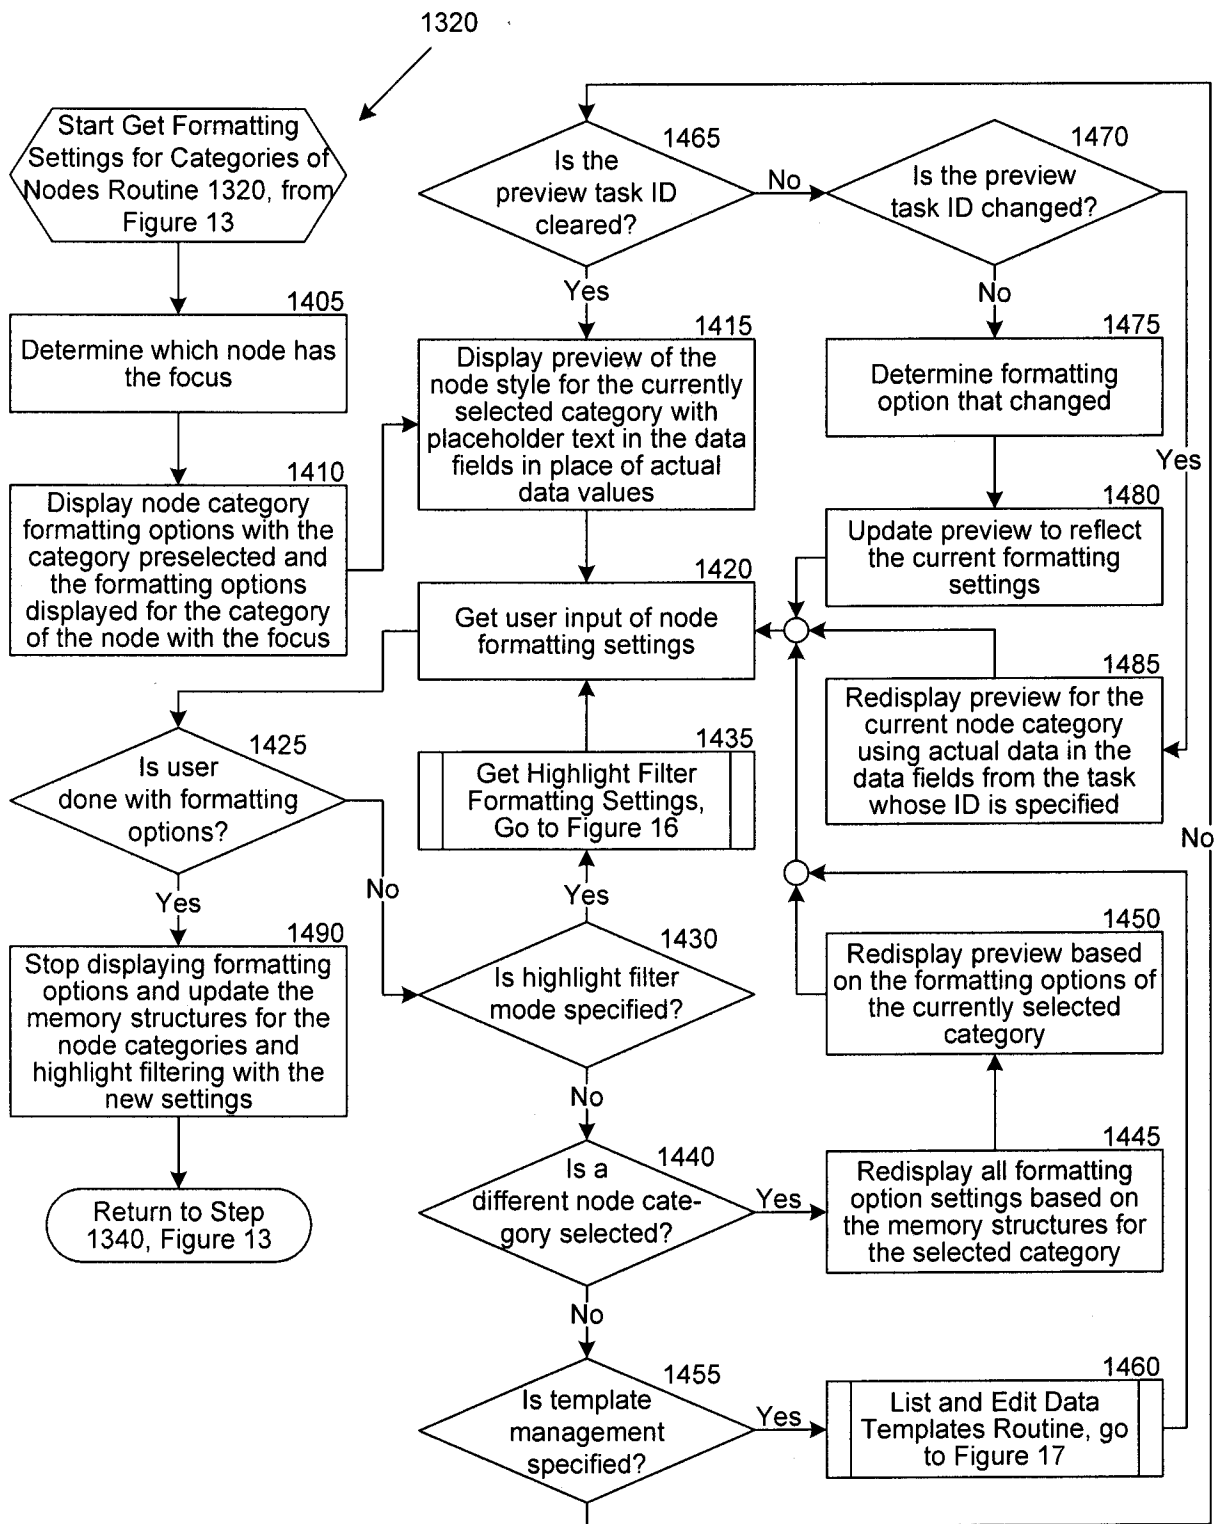 1320
Start Get Formatting
Settings for Categories of
Nodes Routine 1320, from
Figure 13
1405
Determine which node has
the focus
1410
Display node category
formatting options with the
category preselected and
the formatting options
displayed for the category
of the node with the focus
1425
Is user
done with formatting
options?
Yes
No
1490
Stop displaying formatting
options and update the
memory structures for the
node categories and
highlight filtering with the
new settings
Return to Step
1340, Figure 13
1465
Is the
preview task ID
cleared?
No
Yes
1415
Display preview of the
node style for the currently
selected category with
placeholder text in the data
fields in place of actual
data values
1420
Get user input of node
formatting settings
1435
Get Highlight Filter
Formatting Settings,
Go to Figure 16
Yes
1430
Is highlight filter
mode specified?
No
1440
Is a
different node cate-
gory selected?
Yes
No
1455
Is template
management
specified?
Yes
1470
Is the preview
task ID changed?
No
Yes
1475
Determine formatting
option that changed
1480
Update preview to reflect
the current formatting
settings
1485
Redisplay preview for the
current node category
using actual data in the
data fields from the task
whose ID is specified
No
1450
Redisplay preview based
on the formatting options of
the currently selected
category
1445
Redisplay all formatting
option settings based on
the memory structures for
the selected category
1460
List and Edit Data
Templates Routine, go
to Figure 17